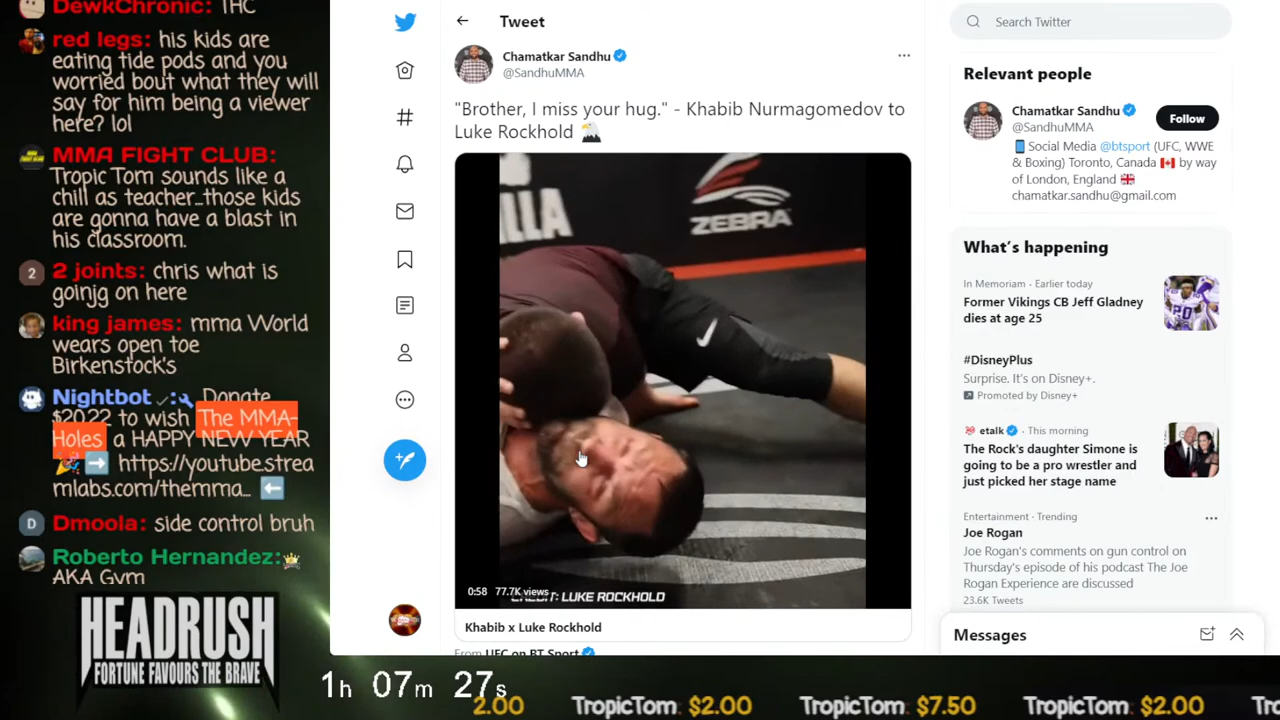 DewkChronic: THC
red legs: his kids are
eating tide pods and you
worried bout what they will
say for him being a viewer
here? lol
MMA FIGHT CLUB:
Tropic Tom sounds like a
chill as teacher...those kids
are gonna have a blast in
his classroom.
2 joints: chris what is
goinjg on here
king james: mma World
wears open toe
Birkenstock's
Nightbot: Donate
$2022 to wish The MMA-
Holes a HAPPY NEW YEAR
🎉 ➡️ https://youtube.strea
mlabs.com/themma... ⬅️
Dmoola: side control bruh
Roberto Hernandez:
AKA Gym
HEADRUSH
FORTUNE FAVOURS THE BRAVE
Tweet
Chamatkar Sandhu
@SandhuMMA
"Brother, I miss your hug." - Khabib Nurmagomedov to
Luke Rockhold 🦅
ILLA
ZEBRA
0:58 77.7K views
CREDIT: LUKE ROCKHOLD
Khabib x Luke Rockhold
From UFC on BT Sport
Search Twitter
Relevant people
Chamatkar Sandhu
@SandhuMMA
Follow
📱 Social Media @btsport (UFC, WWE
& Boxing) Toronto, Canada 🇨🇦 by way
of London, England 🏴󠁧󠁢󠁥󠁮󠁧󠁿
chamatkar.sandhu@gmail.com
What's happening
In Memoriam · Earlier today
Former Vikings CB Jeff Gladney
dies at age 25
#DisneyPlus
Surprise. It's on Disney+.
Promoted by Disney+
etalk · This morning
The Rock's daughter Simone is
going to be a pro wrestler and
just picked her stage name
Entertainment · Trending
Joe Rogan
Joe Rogan's comments on gun control on
Thursday's episode of his podcast The Joe
Rogan Experience are discussed
23.6K Tweets
Messages
1h 07m 27s
2.00 TropicTom: $2.00 TropicTom: $7.50 TropicTom: $2.00